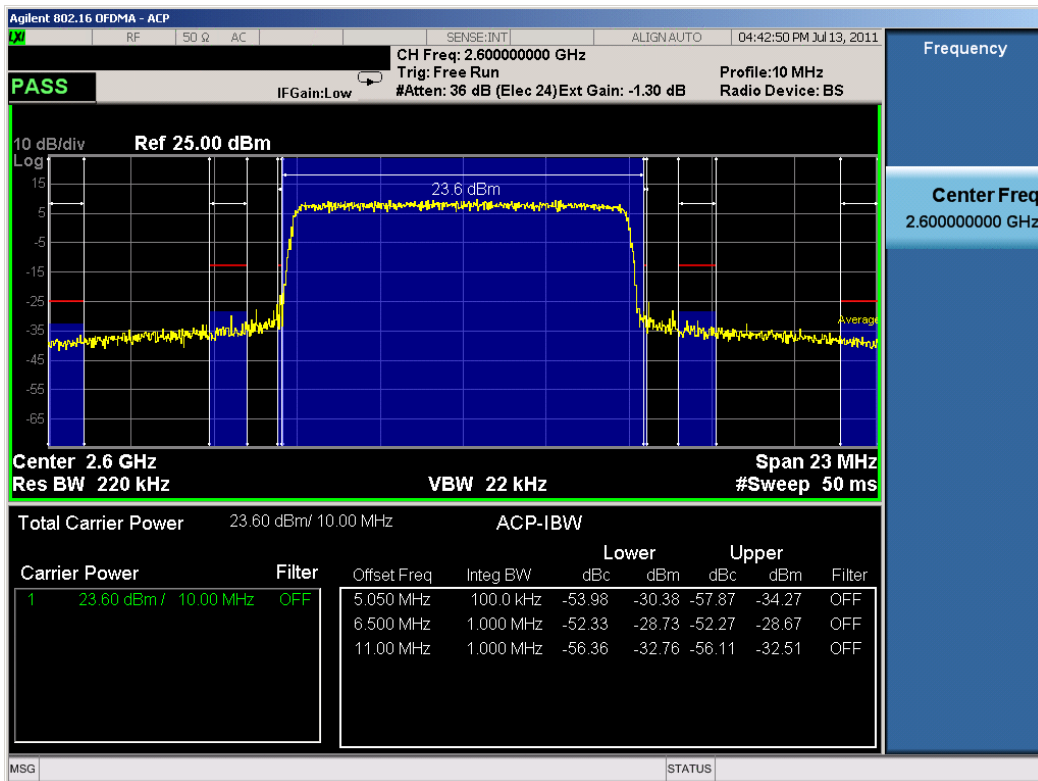 Agilent 802.16 OFDMA - ACP
LXI RF 50 Ω AC SENSE:INT ALIGN AUTO 04:42:50 PM Jul 13, 2011
CH Freq: 2.600000000 GHz
PASS Trig: Free Run Profile:10 MHz
IFGain:Low #Atten: 36 dB (Elec 24) Ext Gain: -1.30 dB Radio Device: BS
10 dB/div Ref 25.00 dBm
Log
15
23.6 dBm
5
-5
-15
-25
Average
-35
-45
-55
-65
Center 2.6 GHz Span 23 MHz
Res BW 220 kHz VBW 22 kHz #Sweep 50 ms
Total Carrier Power 23.60 dBm/ 10.00 MHz ACP-IBW
Lower Upper
Carrier Power Filter Offset Freq Integ BW dBc dBm dBc dBm Filter
1 23.60 dBm / 10.00 MHz OFF 5.050 MHz 100.0 kHz -53.98 -30.38 -57.87 -34.27 OFF
6.500 MHz 1.000 MHz -52.33 -28.73 -52.27 -28.67 OFF
11.00 MHz 1.000 MHz -56.36 -32.76 -56.11 -32.51 OFF
MSG STATUS
Frequency
Center Freq
2.600000000 GHz